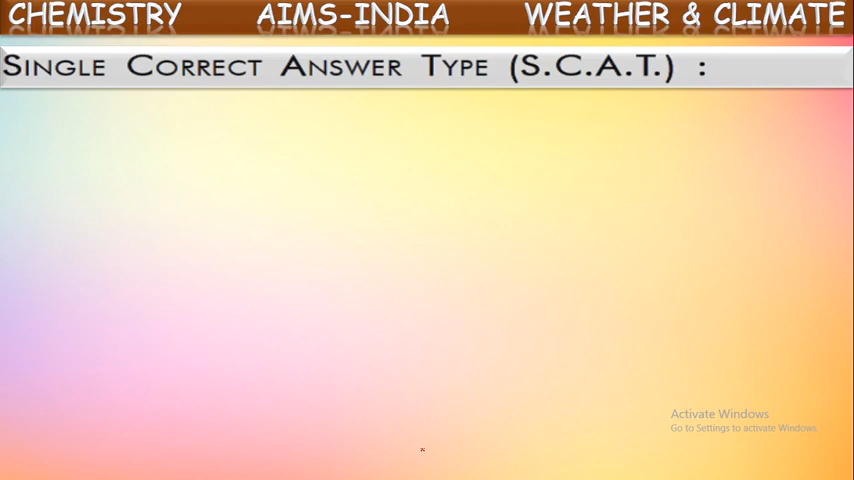 CHEMISTRY AIMS-INDIA WEATHER & CLIMATE
SINGLE CORRECT ANSWER TYPE (S.C.A.T.) :
Activate Windows
Go to Settings to activate Windows.